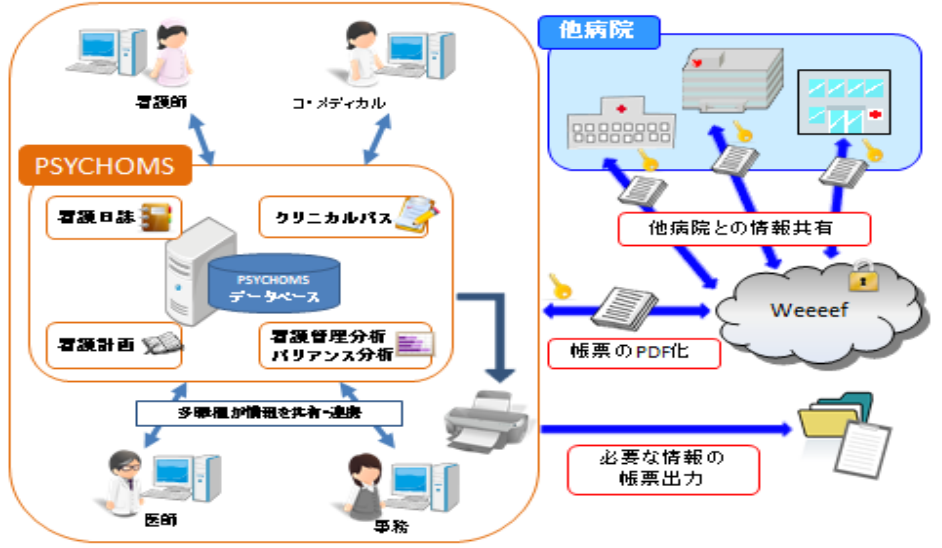 他病院
看護師
コ・メディカル
PSYCHOMS
看護日誌
クリニカルパス
PSYCHOMS
データベース
看護計画
看護管理分析
バリアンス分析
多職種が情報を共有・連携
医師
事務
他病院との情報共有
Weeeef
帳票のPDF化
必要な情報の
帳票出力